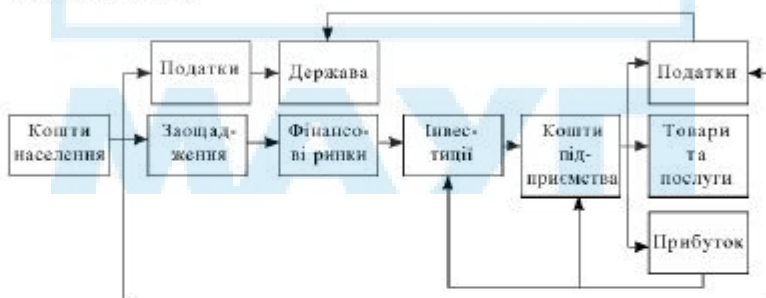 Податки
Держава
Податки
Кошти
населення
Заощад-
ження
Фінансо-
ві ринки
Інвес-
тиції
Кошти
під-
приємства
Товари
та
послуги
Прибуток
МАУП